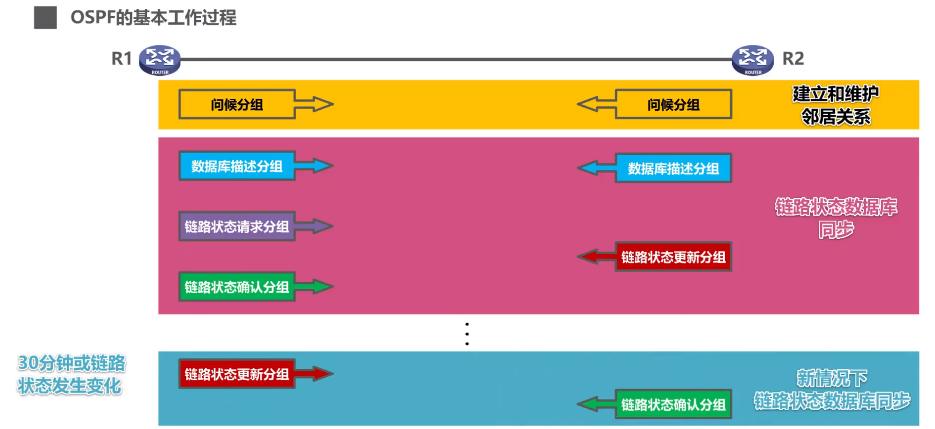 OSPF的基本工作过程
R1
ROUTER
ROUTER
R2
问候分组
问候分组
建立和维护
邻居关系
数据库描述分组
数据库描述分组
链路状态数据库
同步
链路状态请求分组
链路状态更新分组
链路状态确认分组
30分钟或链路
状态发生变化
链路状态更新分组
新情况下
链路状态数据库同步
链路状态确认分组